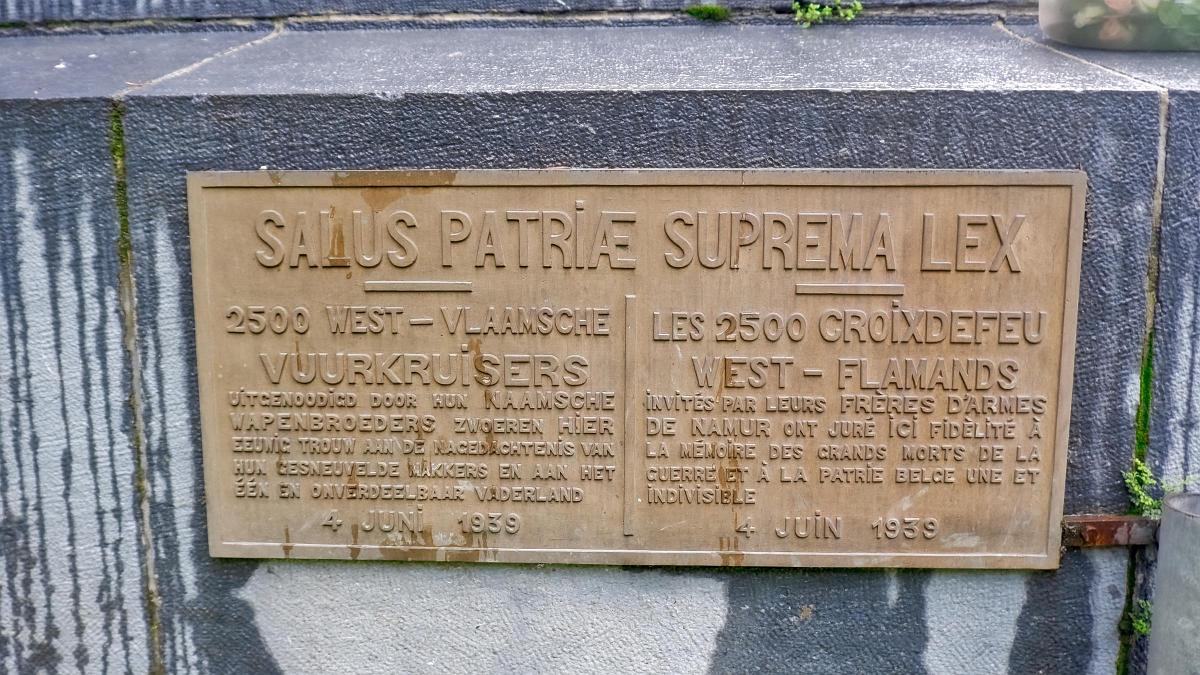 SALUS PATRIÆ SUPREMA LEX
2500 WEST-VLAAMSCHE
VUURKRUISERS
UITGENOODIGD DOOR HUN NAAMSCHE
WAPENBROEDERS ZWOEREN HIER
EEUWIG TROUW AAN DE NAGEDACHTENIS VAN
HUN GESNEUVELDE MAKKERS EN AAN HET
ÉÉN EN ONVERDEELBAAR VADERLAND
4 JUNI 1939
LES 2500 CROIXDEFEU
WEST-FLAMANDS
INVITÉS PAR LEURS FRÈRES D'ARMES
DE NAMUR ONT JURÉ ICI FIDÈLITÉ À
LA MÉMOIRE DES GRANDS MORTS DE LA
GUERRE ET À LA PATRIE BELGE UNE ET
INDIVISIBLE
4 JUIN 1939